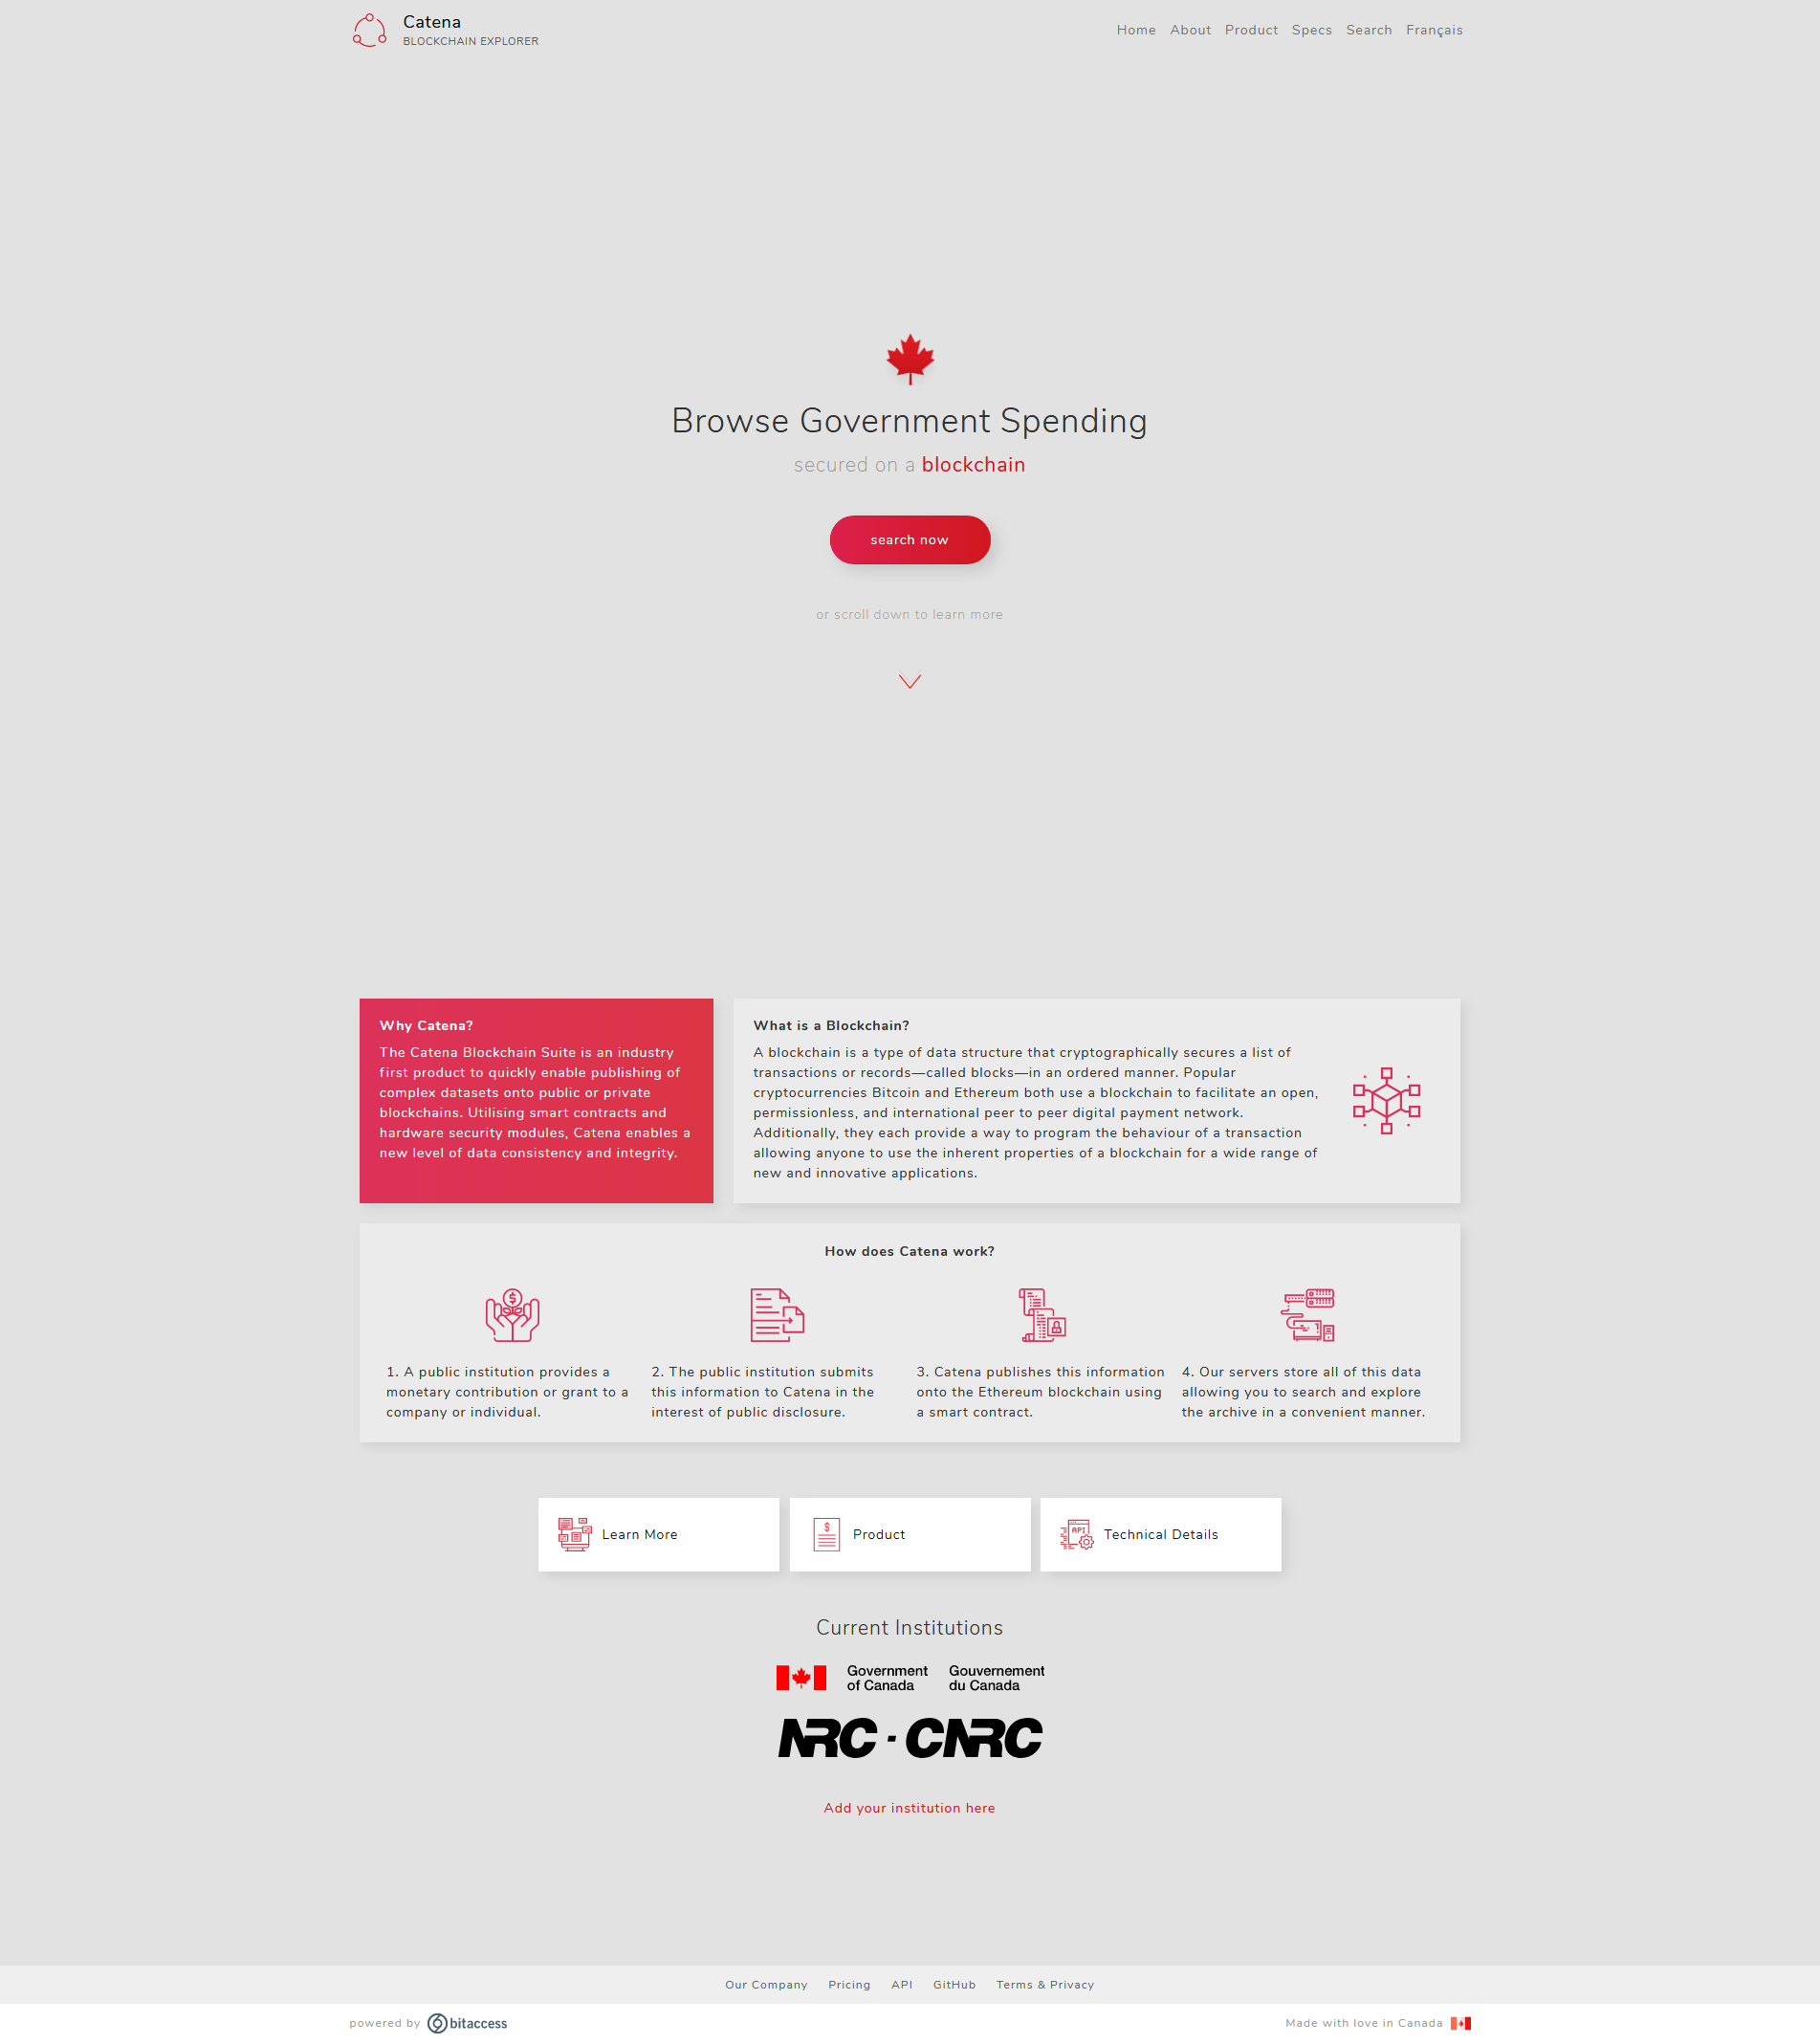 Catena
BLOCKCHAIN EXPLORER
Home About Product Specs Search Français
Browse Government Spending
secured on a blockchain
search now
or scroll down to learn more
Why Catena?
The Catena Blockchain Suite is an industry
first product to quickly enable publishing of
complex datasets onto public or private
blockchains. Utilising smart contracts and
hardware security modules, Catena enables a
new level of data consistency and integrity.
What is a Blockchain?
A blockchain is a type of data structure that cryptographically secures a list of
transactions or records—called blocks—in an ordered manner. Popular
cryptocurrencies Bitcoin and Ethereum both use a blockchain to facilitate an open,
permissionless, and international peer to peer digital payment network.
Additionally, they each provide a way to program the behaviour of a transaction
allowing anyone to use the inherent properties of a blockchain for a wide range of
new and innovative applications.
How does Catena work?
1. A public institution provides a
monetary contribution or grant to a
company or individual.
2. The public institution submits
this information to Catena in the
interest of public disclosure.
3. Catena publishes this information
onto the Ethereum blockchain using
a smart contract.
4. Our servers store all of this data
allowing you to search and explore
the archive in a convenient manner.
Learn More
Product
API
Technical Details
Current Institutions
Government
of Canada
Gouvernement
du Canada
NRC - CNRC
Add your institution here
Our Company Pricing API GitHub Terms & Privacy
powered by bitaccess
Made with love in Canada